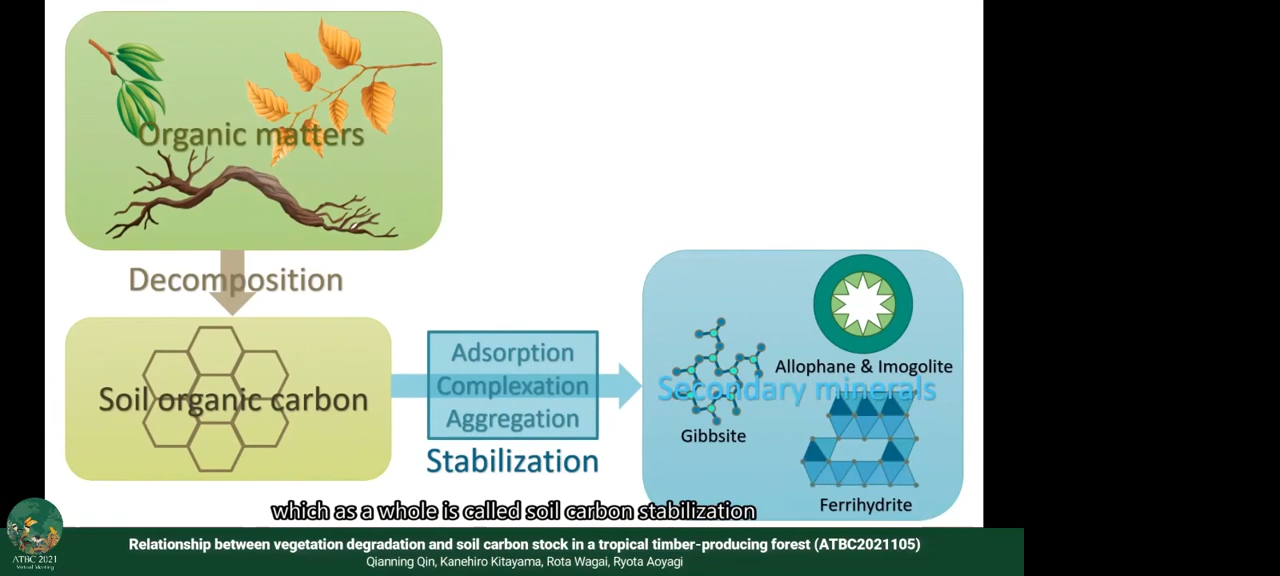 Organic matters
Decomposition
Soil organic carbon
Adsorption
Complexation
Aggregation
Stabilization
Secondary minerals
Allophane & Imogolite
Gibbsite
Ferrihydrite
which as a whole is called soil carbon stabilization
ATBC 2021
Virtual Meeting
Relationship between vegetation degradation and soil carbon stock in a tropical timber-producing forest (ATBC2021105)
Qianning Qin, Kanehiro Kitayama, Rota Wagai, Ryota Aoyagi